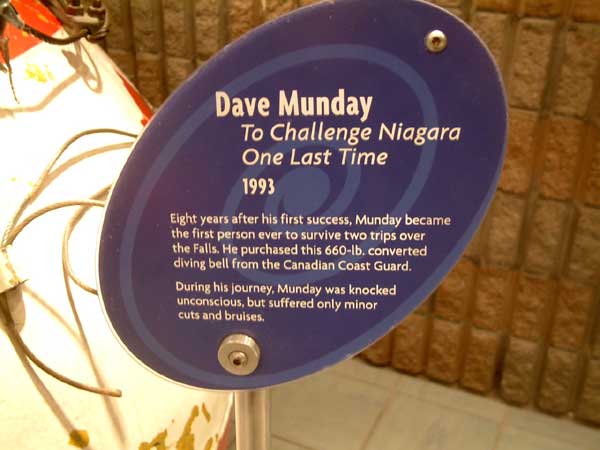 Dave Munday
To Challenge Niagara
One Last Time
1993
Eight years after his first success, Munday became
the first person ever to survive two trips over
the Falls. He purchased this 660-lb. converted
diving bell from the Canadian Coast Guard.
During his journey, Munday was knocked
unconscious, but suffered only minor
cuts and bruises.